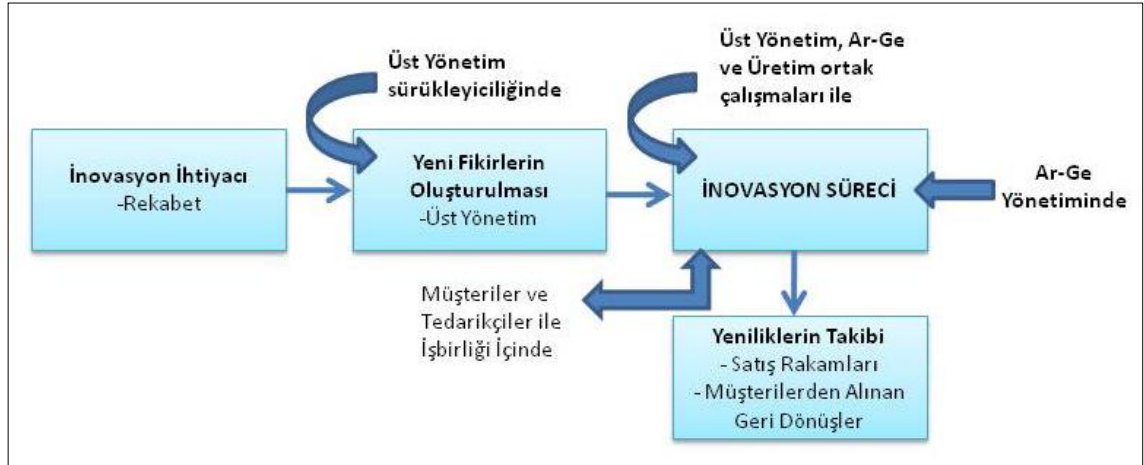 Üst Yönetim
sürükleyiciliğinde
Üst Yönetim, Ar-Ge
ve Üretim ortak
çalışmaları ile
İnovasyon İhtiyacı
-Rekabet
Yeni Fikirlerin
Oluşturulması
-Üst Yönetim
İNOVASYON SÜRECİ
Ar-Ge
Yönetiminde
Müşteriler ve
Tedarikçiler ile
İşbirliği İçinde
Yeniliklerin Takibi
- Satış Rakamları
- Müşterilerden Alınan
Geri Dönüşler